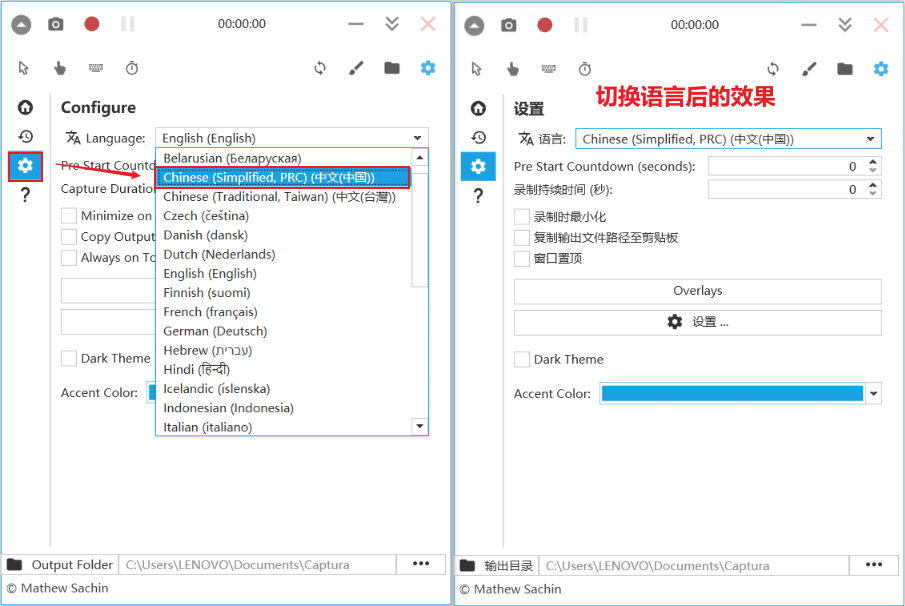 00:00:00
Configure
Language: English (English)
Pre Start Countd
Capture Duratio
Minimize on
Copy Output
Always on To
Belarusian (Беларуская)
Chinese (Simplified, PRC) (中文(中国))
Chinese (Traditional, Taiwan) (中文(台灣))
Czech (čeština)
Danish (dansk)
Dutch (Nederlands)
English (English)
Finnish (suomi)
French (français)
German (Deutsch)
Hebrew (עברית)
Hindi (हिन्दी)
Icelandic (íslenska)
Indonesian (Indonesia)
Italian (italiano)
Dark Theme
Accent Color:
Output Folder C:\Users\LENOVO\Documents\Captura ...
© Mathew Sachin
00:00:00
切换语言后的效果
设置
语言: Chinese (Simplified, PRC) (中文(中国))
Pre Start Countdown (seconds): 0
录制持续时间 (秒): 0
录制时最小化
复制输出文件路径至剪贴板
窗口置顶
Overlays
设置 ...
Dark Theme
Accent Color:
输出目录 C:\Users\LENOVO\Documents\Captura ...
© Mathew Sachin